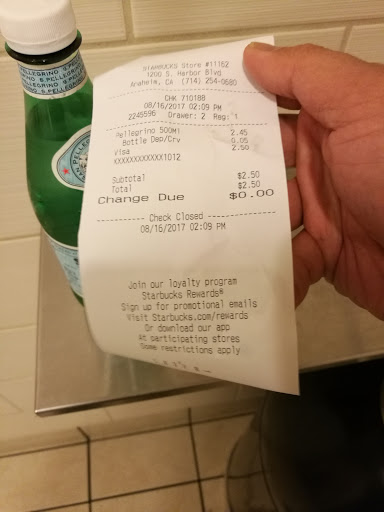 S.PELLEGRINO S.PELLEGRINO
STARBUCKS Store #11162
1200 S. Harbor Blvd
Anaheim, CA (714) 254-0680
CHK 710188
08/16/2017 02:09 PM
2245596 Drawer: 2 Reg: 1
Pellegrino 500Ml 2.45
Bottle Dep/Crv 0.05
Visa 2.50
XXXXXXXXXXXX1012
Subtotal $2.50
Total $2.50
Change Due $0.00
Check Closed
08/16/2017 02:09 PM
Join our loyalty program
Starbucks Rewards®
Sign up for promotional emails
Visit Starbucks.com/rewards
Or download our app
At participating stores
Some restrictions apply